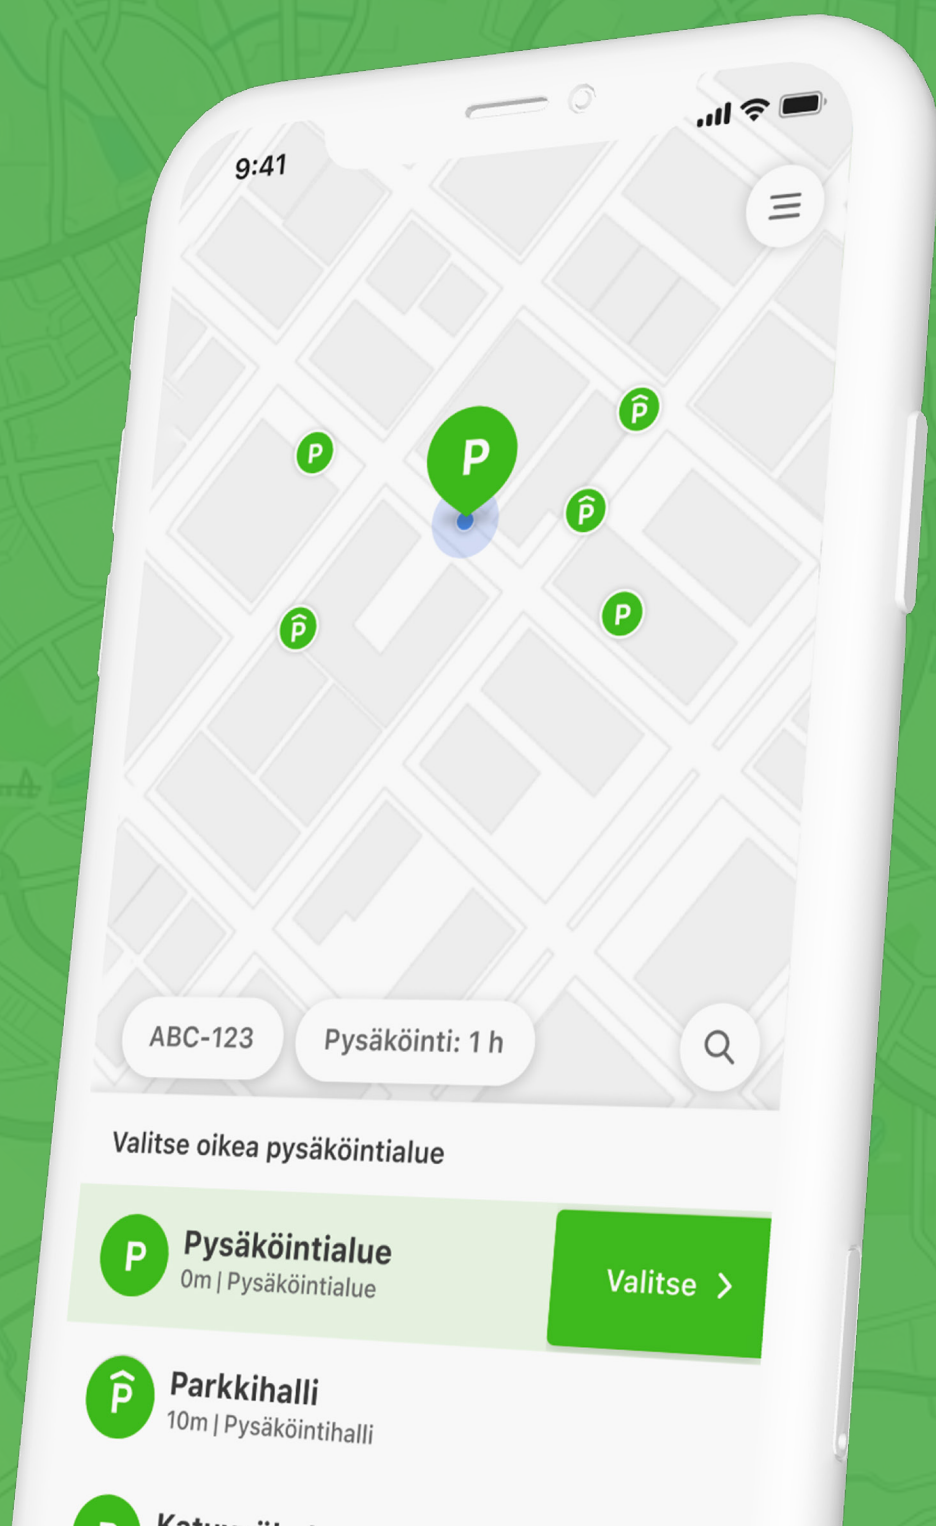 9:41
P
P
P
P
P
P
ABC-123
Pysäköinti: 1 h
Valitse oikea pysäköintialue
P
Pysäköintialue
0m | Pysäköintialue
Valitse
P
Parkkihalli
10m | Pysäköintihalli